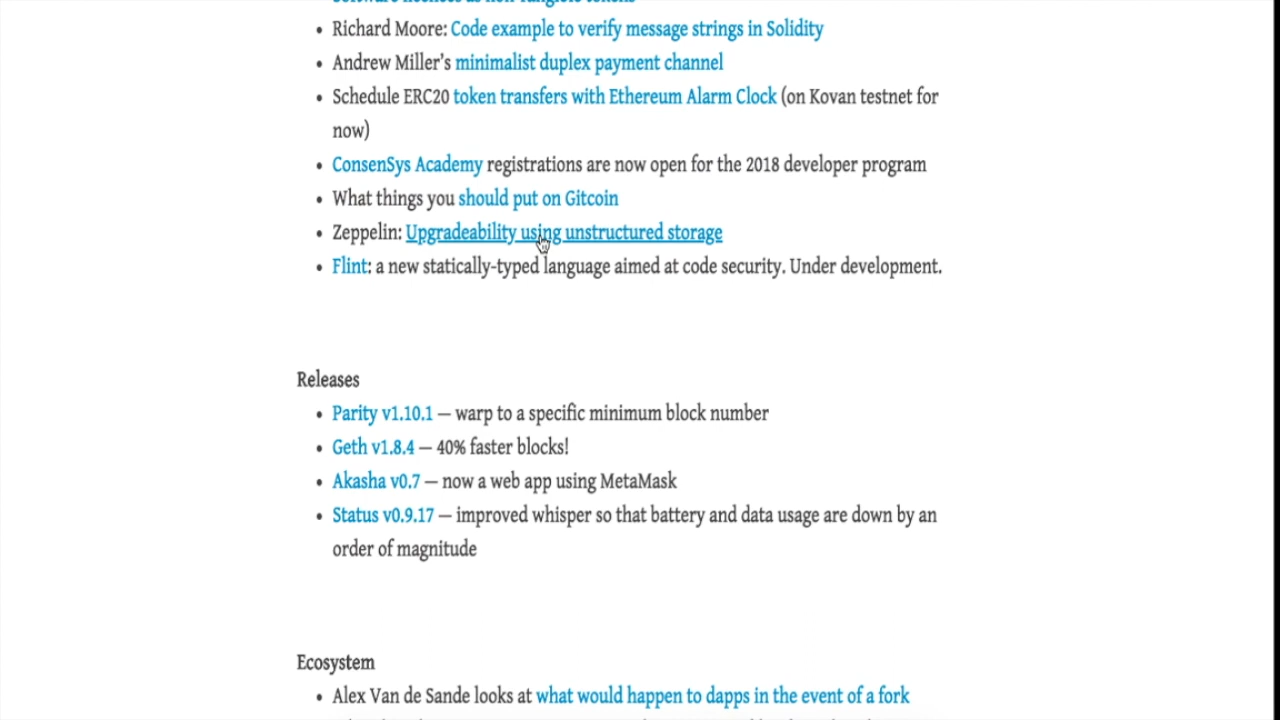 Software licenses as non-fungible tokens
Richard Moore: Code example to verify message strings in Solidity
Andrew Miller's minimalist duplex payment channel
Schedule ERC20 token transfers with Ethereum Alarm Clock (on Kovan testnet for
now)
ConsenSys Academy registrations are now open for the 2018 developer program
What things you should put on Gitcoin
Zeppelin: Upgradeability using unstructured storage
Flint: a new statically-typed language aimed at code security. Under development.
Releases
Parity v1.10.1 — warp to a specific minimum block number
Geth v1.8.4 — 40% faster blocks!
Akasha v0.7 — now a web app using MetaMask
Status v0.9.17 — improved whisper so that battery and data usage are down by an
order of magnitude
Ecosystem
Alex Van de Sande looks at what would happen to dapps in the event of a fork